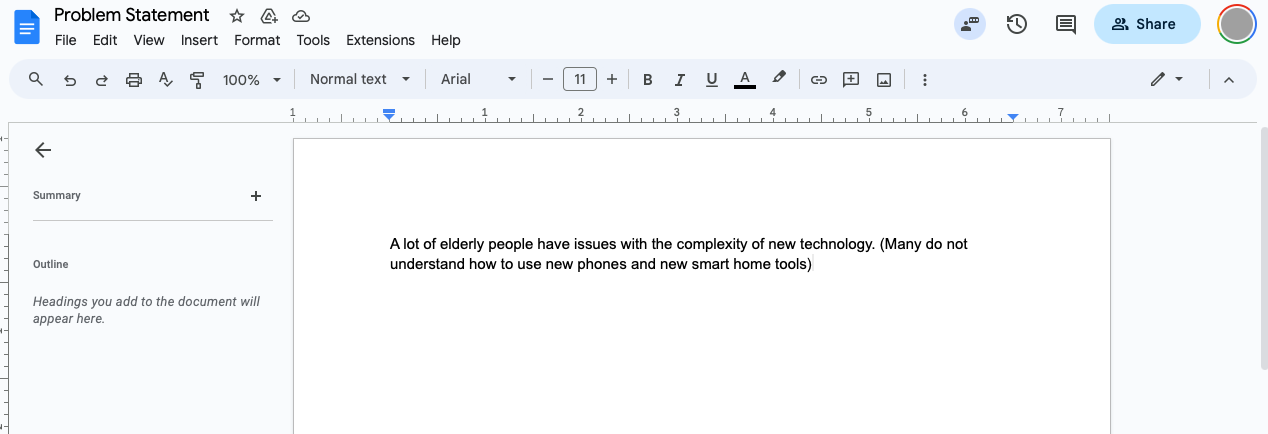 Problem Statement
File Edit View Insert Format Tools Extensions Help
Share
100% Normal text Arial 11 B I U A
1 1 2 3 4 5 6 7
Summary
Outline
Headings you add to the document will
appear here.
A lot of elderly people have issues with the complexity of new technology. (Many do not
understand how to use new phones and new smart home tools)